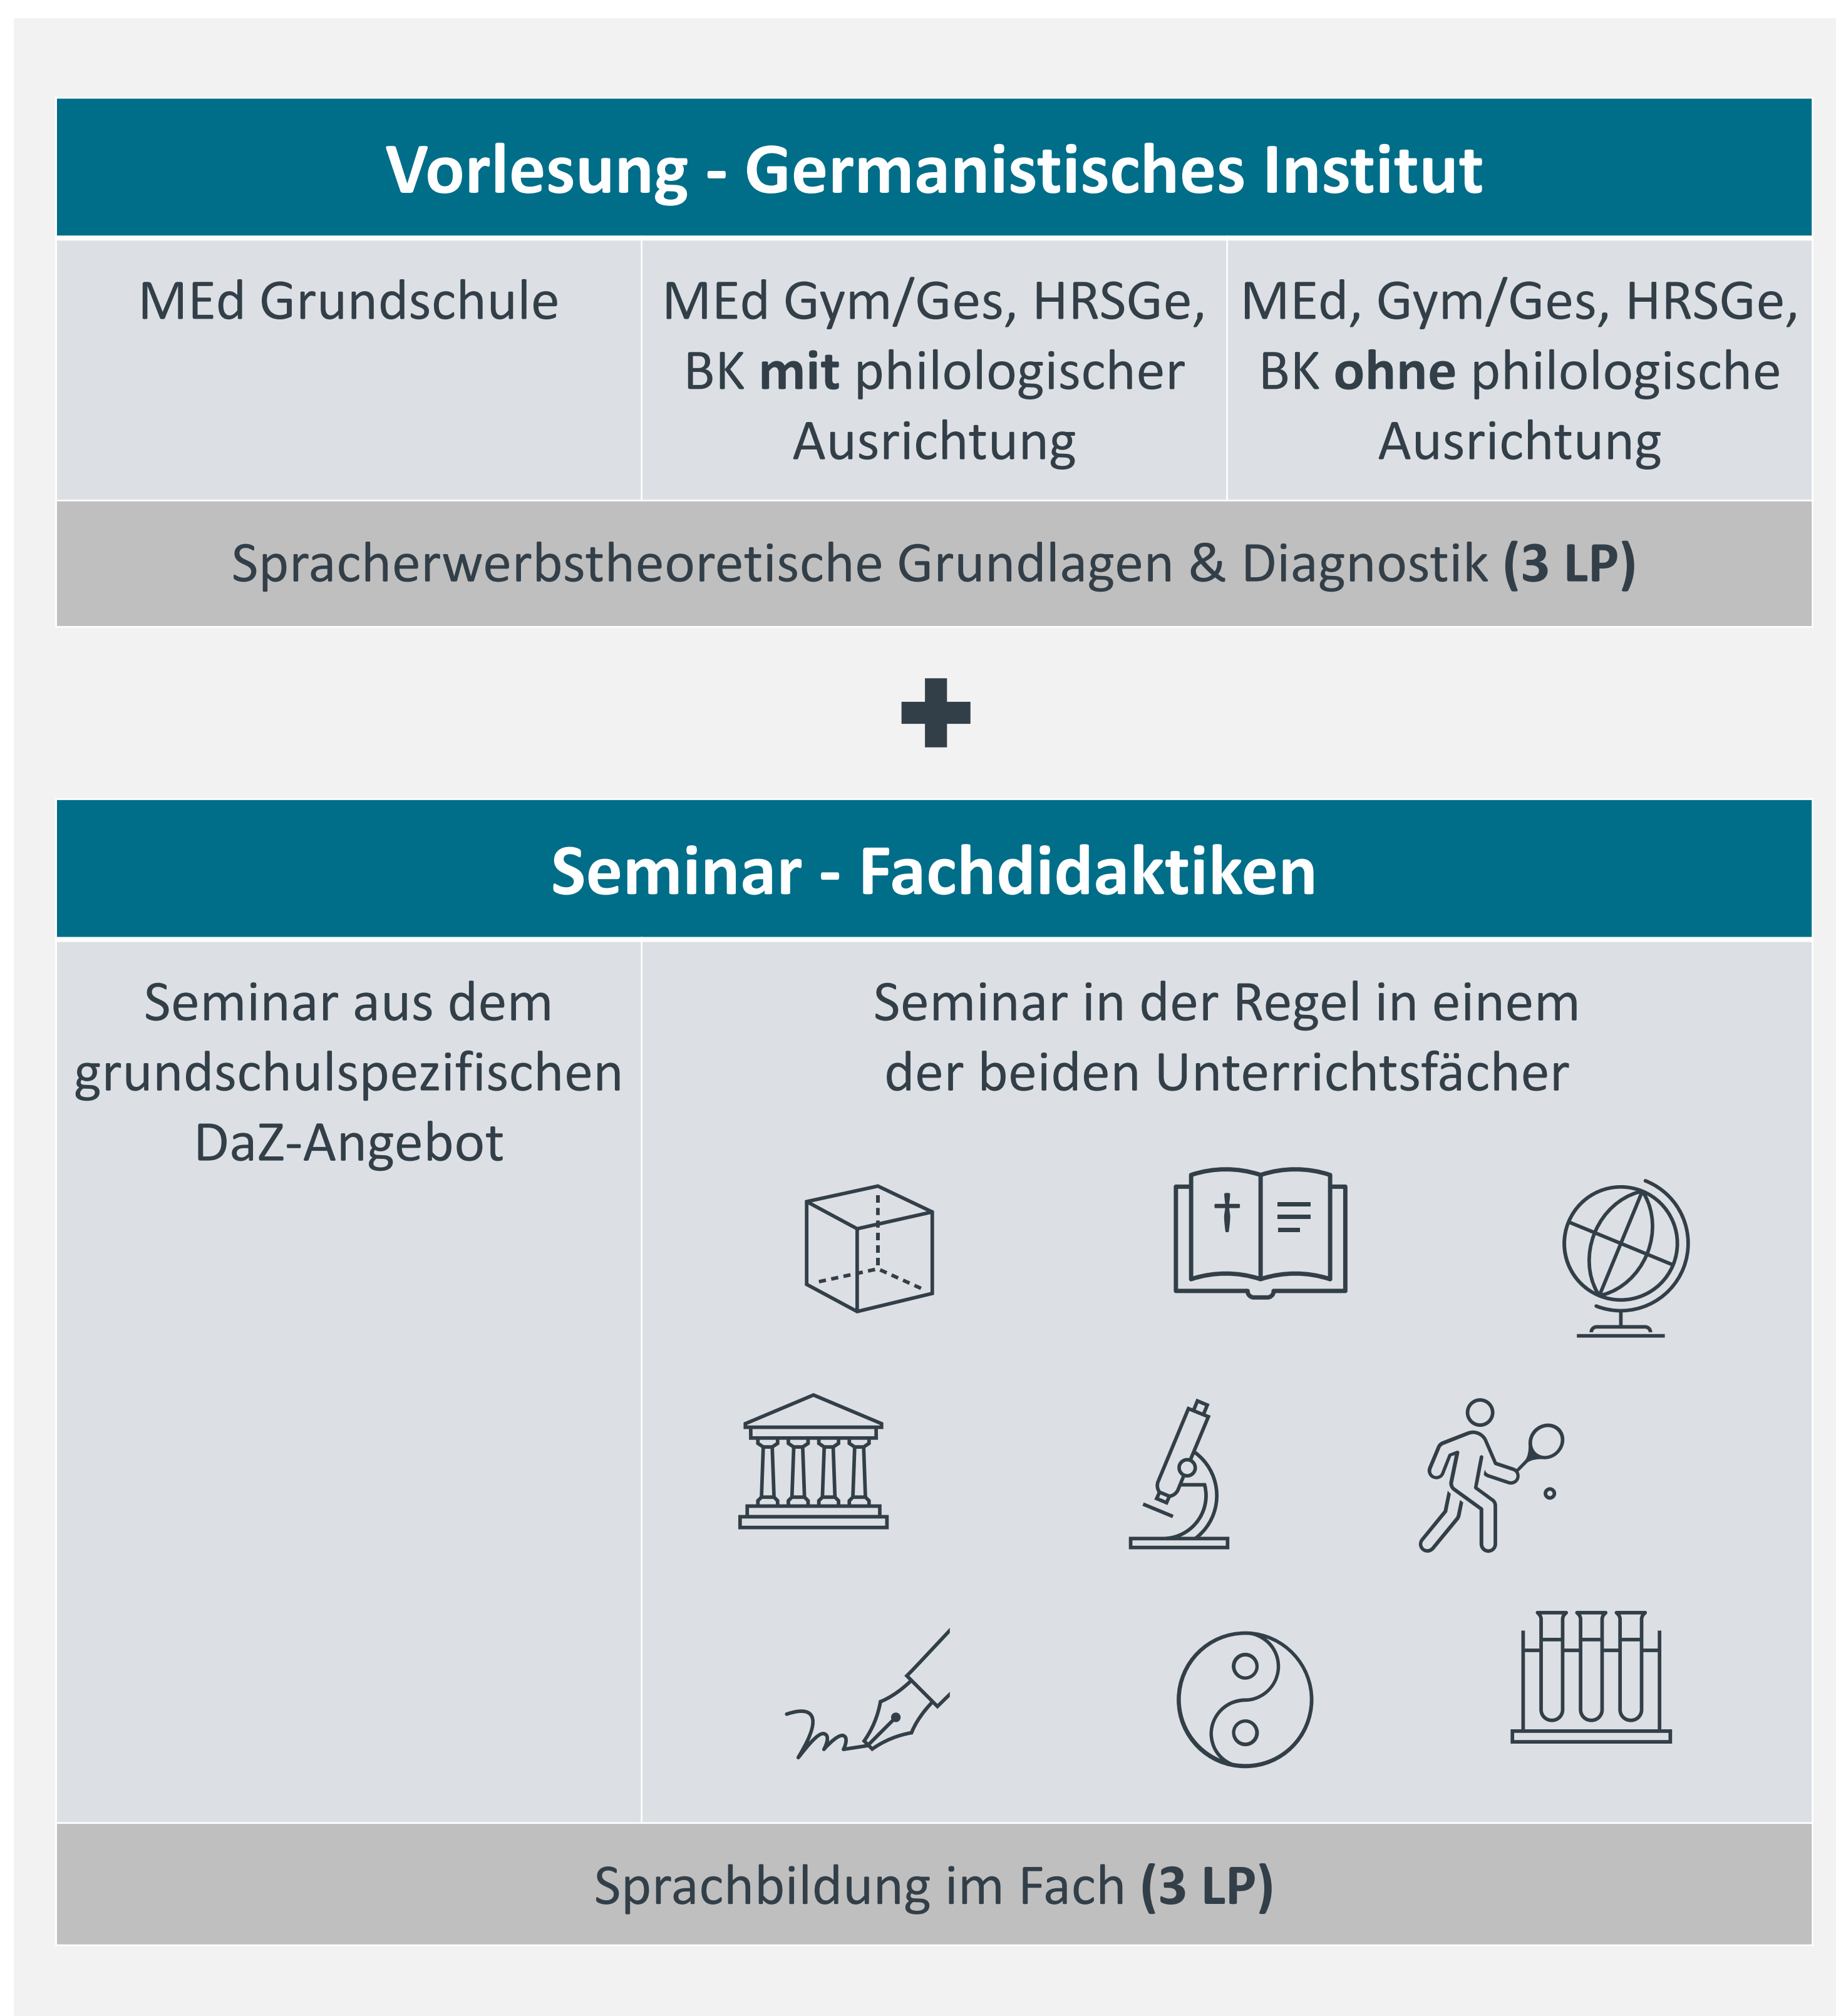 Vorlesung - Germanistisches Institut
MEd Grundschule
MEd Gym/Ges, HRSGe,
BK mit philologischer
Ausrichtung
MEd, Gym/Ges, HRSGe,
BK ohne philologische
Ausrichtung
Spracherwerbstheoretische Grundlagen & Diagnostik (3 LP)
Seminar - Fachdidaktiken
Seminar aus dem
grundschulspezifischen
DaZ-Angebot
Seminar in der Regel in einem
der beiden Unterrichtsfächer
Sprachbildung im Fach (3 LP)